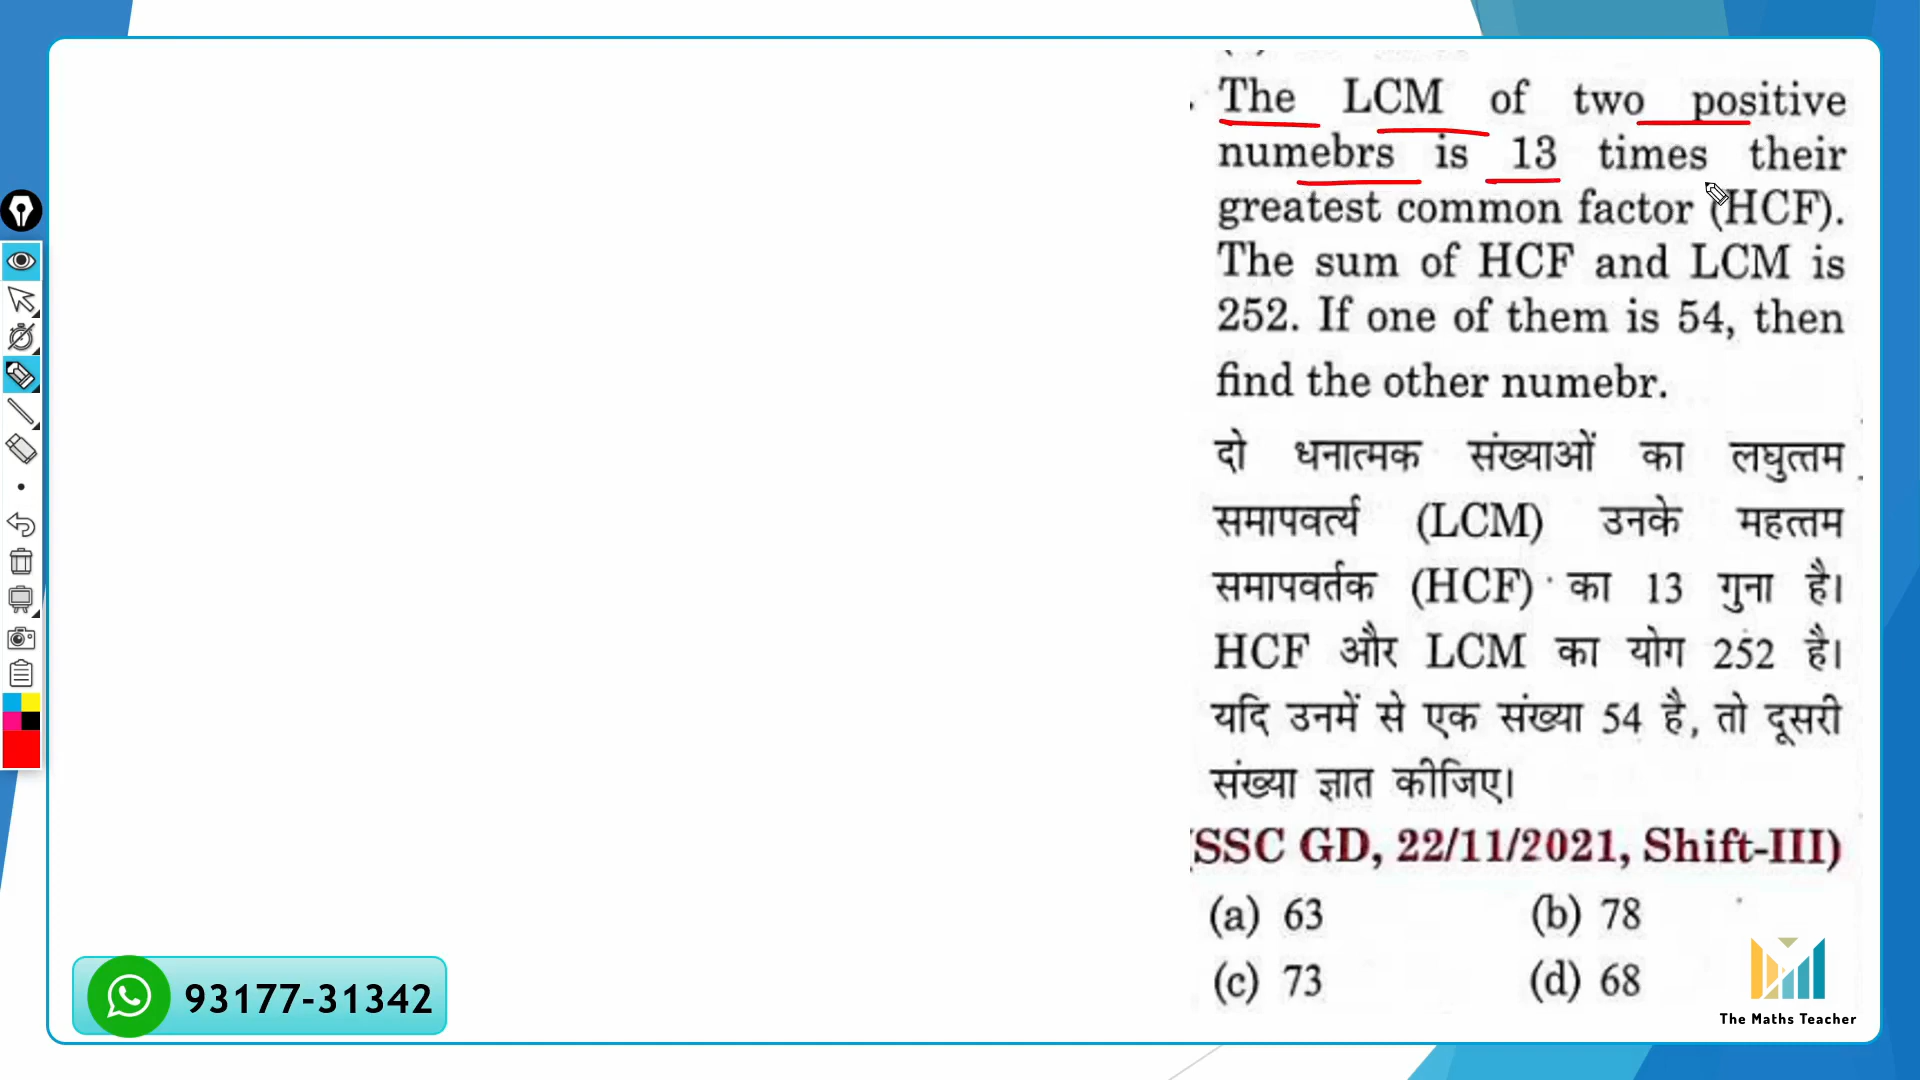 The LCM of two positive
numebrs is 13 times their
greatest common factor (HCF).
The sum of HCF and LCM is
252. If one of them is 54, then
find the other numebr.
दो धनात्मक संख्याओं का लघुत्तम
समापवर्त्य (LCM) उनके महत्तम
समापवर्तक (HCF) का 13 गुना है।
HCF और LCM का योग 252 है।
यदि उनमें से एक संख्या 54 है, तो दूसरी
संख्या ज्ञात कीजिए।
(SSC GD, 22/11/2021, Shift-III)
(a) 63 (b) 78
(c) 73 (d) 68
93177-31342
The Maths Teacher